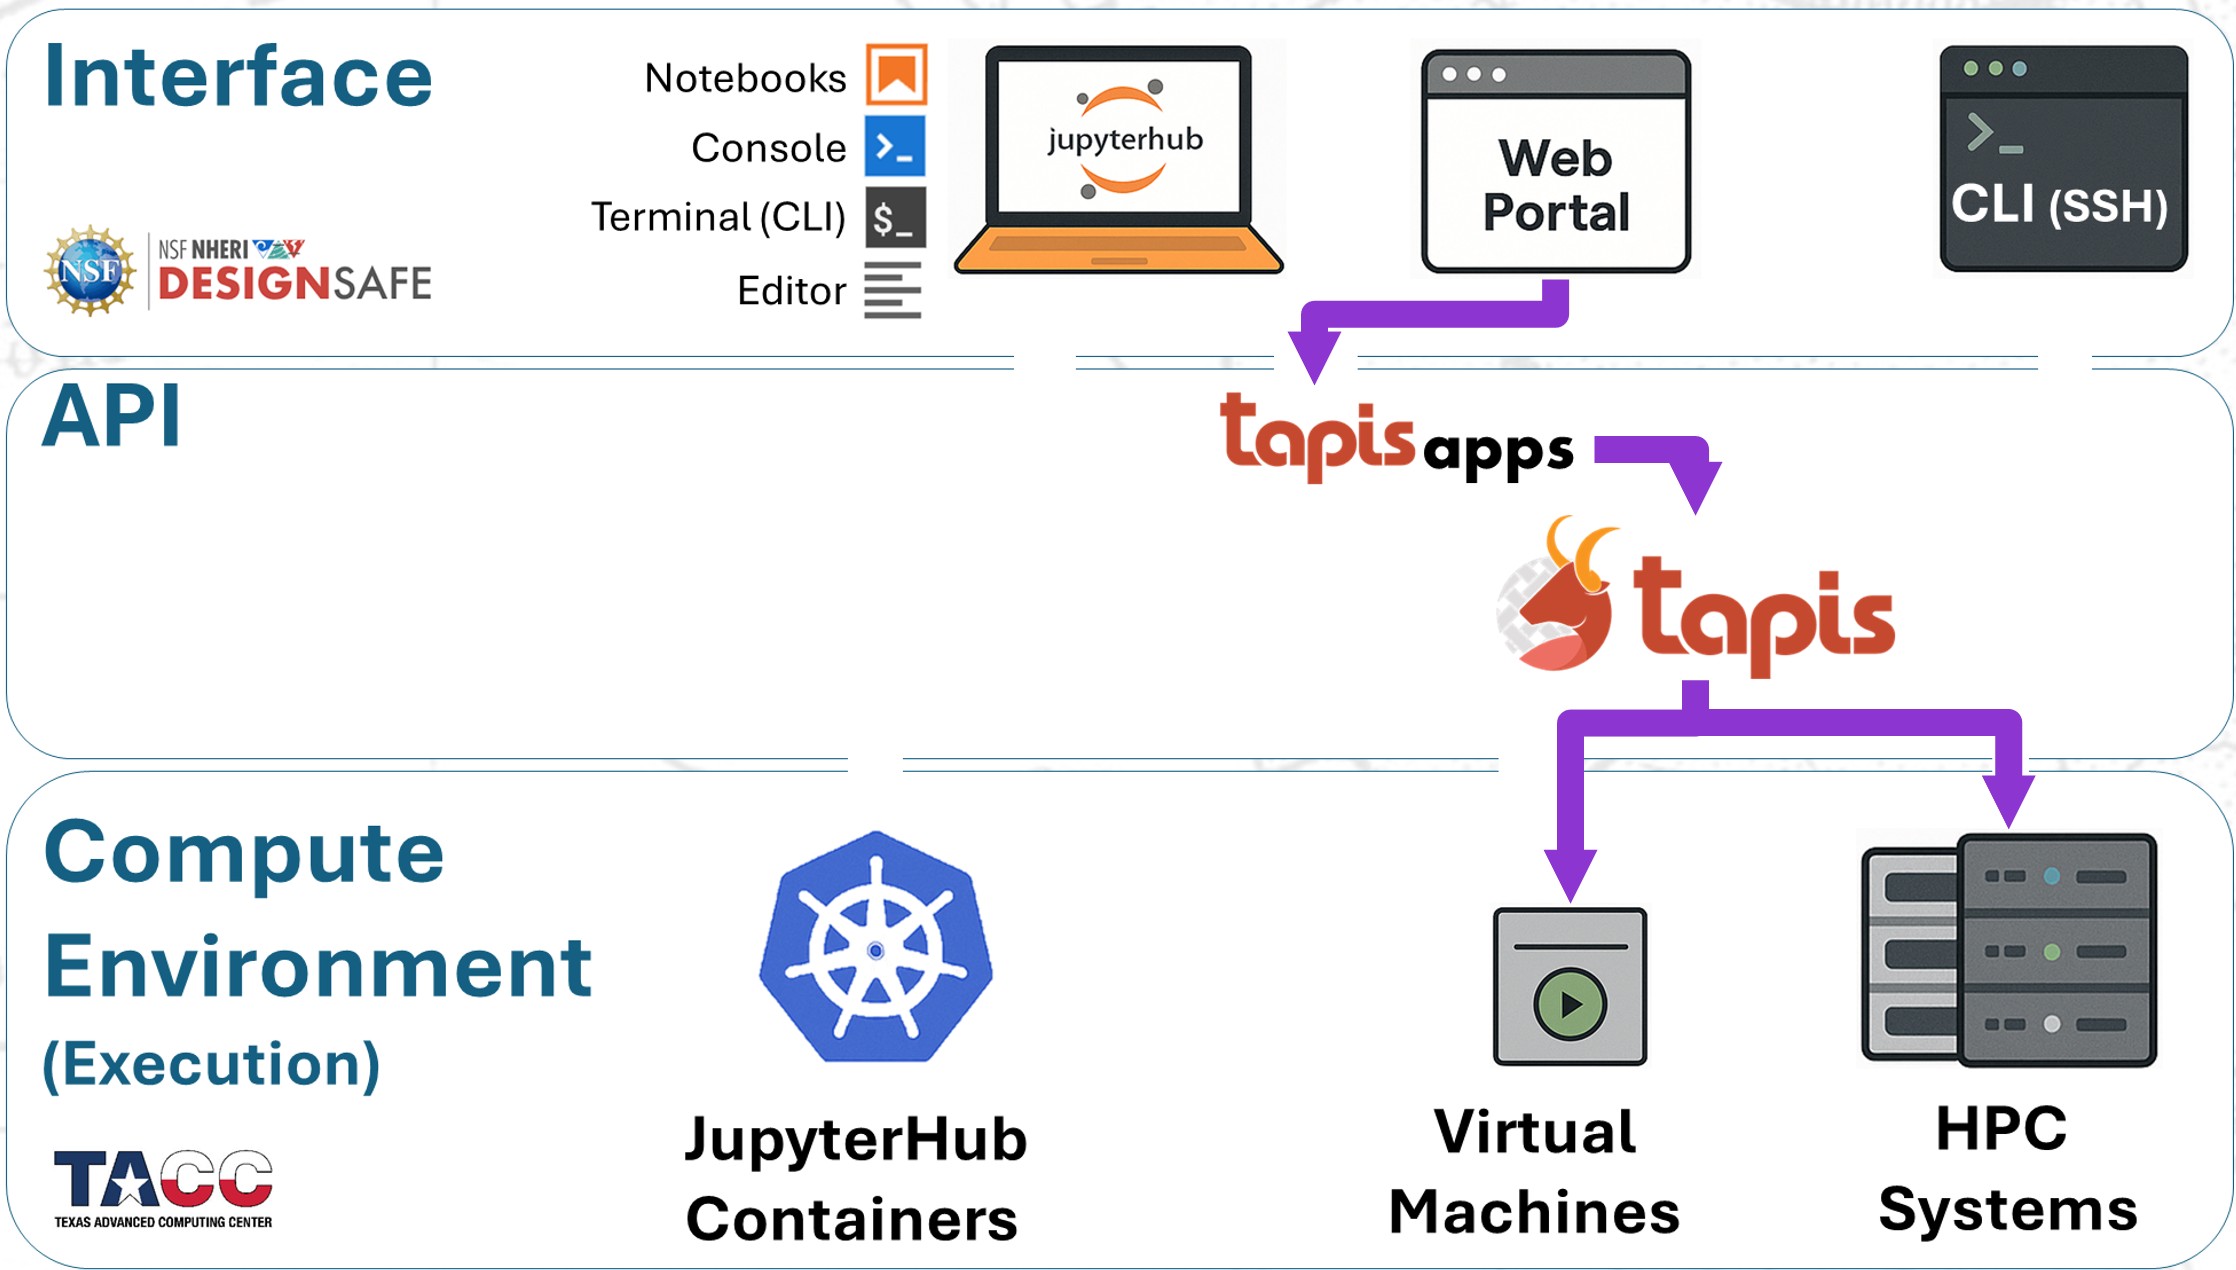 Interface
Notebooks
Console
Terminal (CLI)
Editor
jupyterhub
Web
Portal
CLI (SSH)
NSF
NSF NHERI
DESIGNSAFE
API
tapis apps
tapis
Compute
Environment
(Execution)
TACC
TEXAS ADVANCED COMPUTING CENTER
JupyterHub
Containers
Virtual
Machines
HPC
Systems